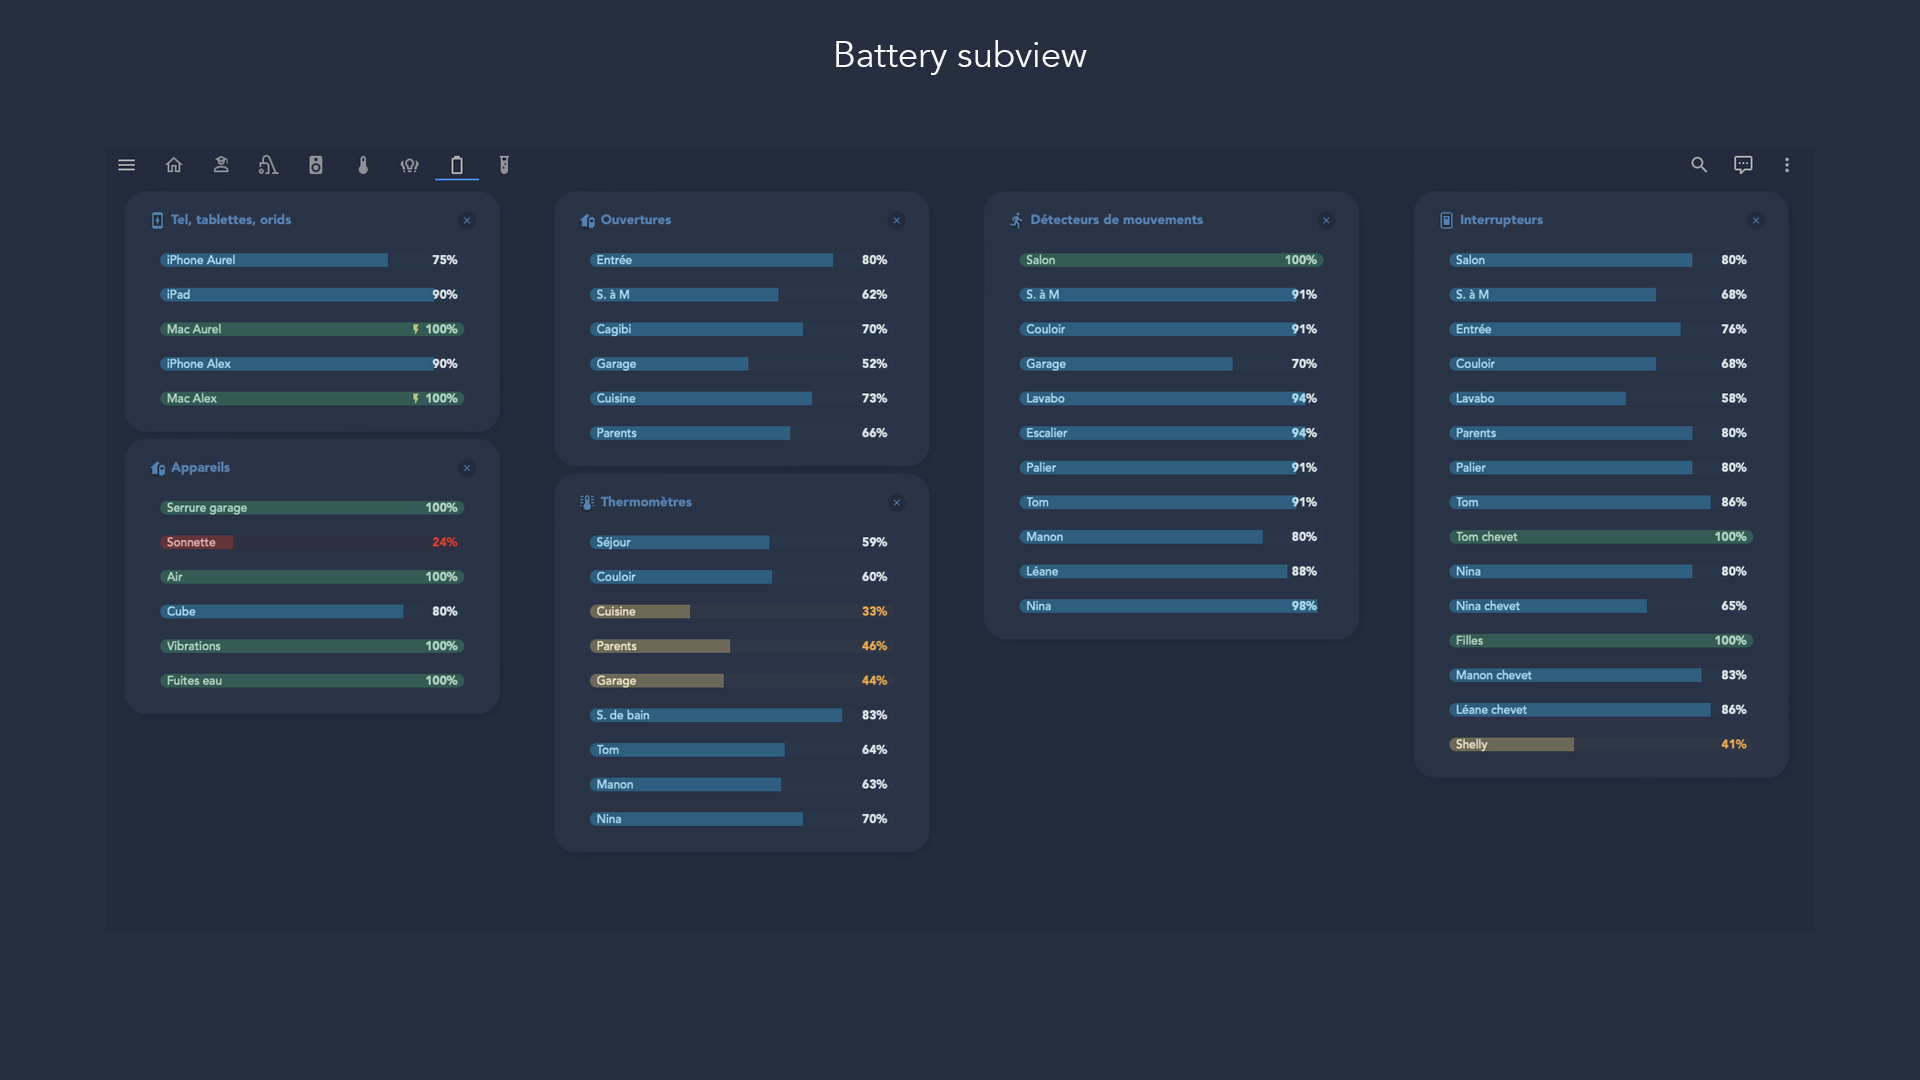 Battery subview
Tel, tablettes, orids
iPhone Aurel 75%
iPad 90%
Mac Aurel 100%
iPhone Alex 90%
Mac Alex 100%
Appareils
Serrure garage 100%
Sonnette 24%
Air 100%
Cube 80%
Vibrations 100%
Fuites eau 100%
Ouvertures
Entrée 80%
S. à M 62%
Cagibi 70%
Garage 52%
Cuisine 73%
Parents 66%
Thermomètres
Séjour 59%
Couloir 60%
Cuisine 33%
Parents 46%
Garage 44%
S. de bain 83%
Tom 64%
Manon 63%
Nina 70%
Détecteurs de mouvements
Salon 100%
S. à M 91%
Couloir 91%
Garage 70%
Lavabo 94%
Escalier 94%
Palier 91%
Tom 91%
Manon 80%
Léane 88%
Nina 98%
Interrupteurs
Salon 80%
S. à M 68%
Entrée 76%
Couloir 68%
Lavabo 58%
Parents 80%
Palier 80%
Tom 86%
Tom chevet 100%
Nina 80%
Nina chevet 65%
Filles 100%
Manon chevet 83%
Léane chevet 86%
Shelly 41%